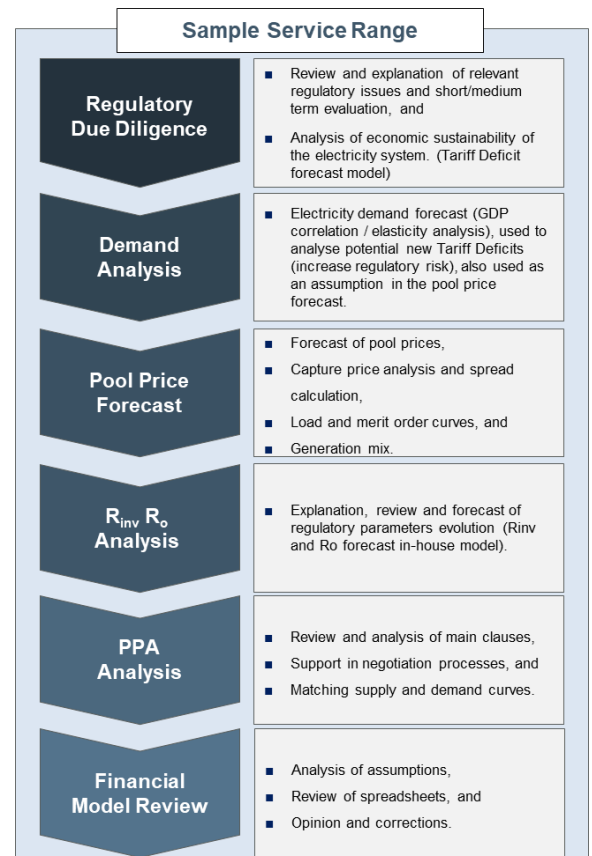 Sample Service Range
Regulatory
Due Diligence
■ Review and explanation of relevant
regulatory issues and short/medium
term evaluation, and
■ Analysis of economic sustainability of
the electricity system. (Tariff Deficit
forecast model)
Demand
Analysis
■ Electricity demand forecast (GDP
correlation / elasticity analysis), used to
analyse potential new Tariff Deficits
(increase regulatory risk), also used as
an assumption in the pool price
forecast.
Pool Price
Forecast
■ Forecast of pool prices,
■ Capture price analysis and spread
calculation,
■ Load and merit order curves, and
■ Generation mix.
Rinv Ro
Analysis
■ Explanation, review and forecast of
regulatory parameters evolution (Rinv
and Ro forecast in-house model).
PPA
Analysis
■ Review and analysis of main clauses,
■ Support in negotiation processes, and
■ Matching supply and demand curves.
Financial
Model Review
■ Analysis of assumptions,
■ Review of spreadsheets, and
■ Opinion and corrections.